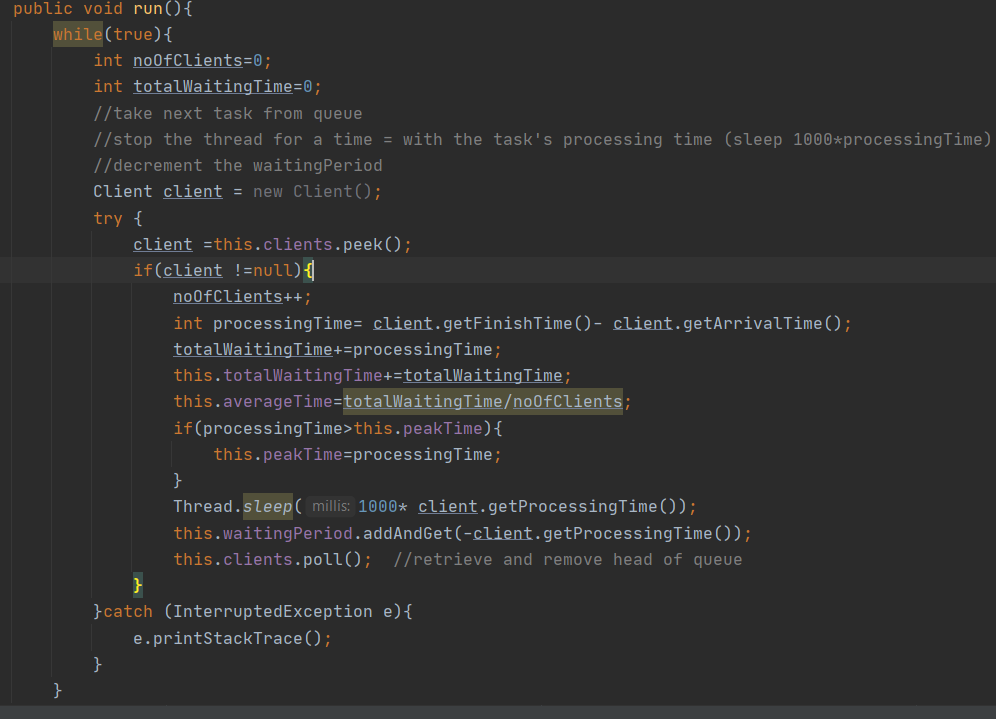 public void run(){
while(true){
int noOfClients=0;
int totalWaitingTime=0;
//take next task from queue
//stop the thread for a time = with the task's processing time (sleep 1000*processingTime)
//decrement the waitingPeriod
Client client = new Client();
try {
client =this.clients.peek();
if(client !=null){
noOfClients++;
int processingTime= client.getFinishTime()- client.getArrivalTime();
totalWaitingTime+=processingTime;
this.totalWaitingTime+=totalWaitingTime;
this.averageTime=totalWaitingTime/noOfClients;
if(processingTime>this.peakTime){
this.peakTime=processingTime;
}
Thread.sleep( millis: 1000* client.getProcessingTime());
this.waitingPeriod.addAndGet(-client.getProcessingTime());
this.clients.poll();  //retrieve and remove head of queue
}
}catch (InterruptedException e){
e.printStackTrace();
}
}